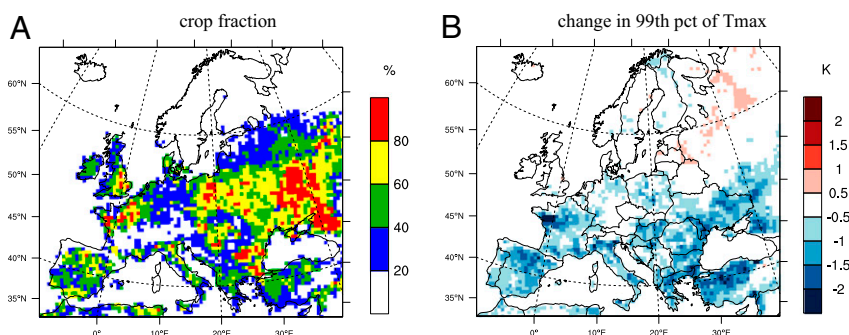 A
crop fraction
%
80
60
40
20
60°N
55°N
50°N
45°N
40°N
35°N
0°
10°E
20°E
30°E
B
change in 99th pct of Tmax
K
2
1.5
1
0.5
-0.5
-1
-1.5
-2
60°N
55°N
50°N
45°N
40°N
35°N
0°
10°E
20°E
30°E